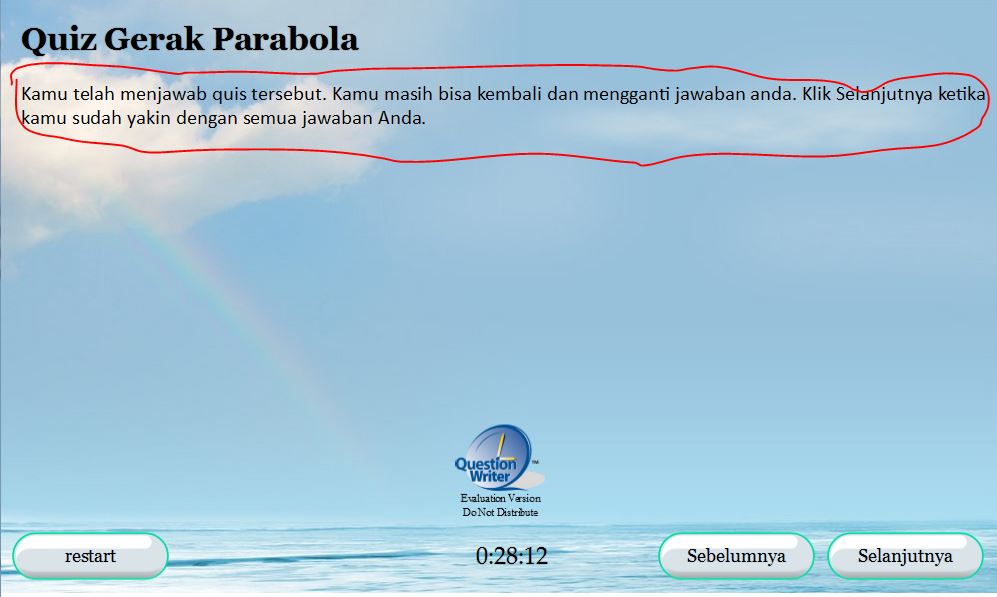 Quiz Gerak Parabola
Kamu telah menjawab quis tersebut. Kamu masih bisa kembali dan mengganti jawaban anda. Klik Selanjutnya ketika
kamu sudah yakin dengan semua jawaban Anda.
Question
Writer™
Evaluation Version
Do Not Distribute
restart
0:28:12
Sebelumnya
Selanjutnya